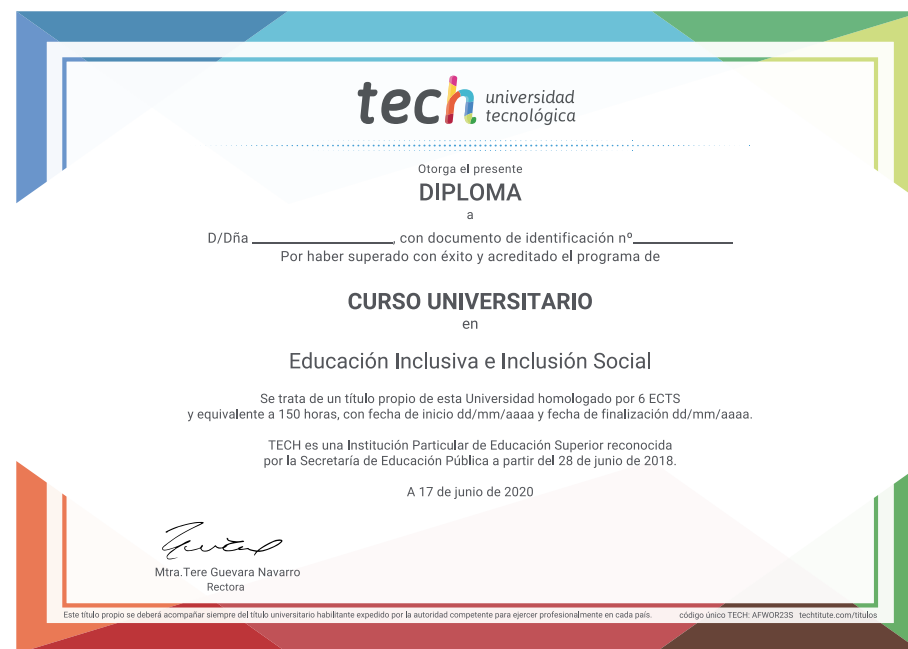 tech universidad
tecnológica
Otorga el presente
DIPLOMA
a
D/Dña ________________, con documento de identificación nº____________
Por haber superado con éxito y acreditado el programa de
CURSO UNIVERSITARIO
en
Educación Inclusiva e Inclusión Social
Se trata de un título propio de esta Universidad homologado por 6 ECTS
y equivalente a 150 horas, con fecha de inicio dd/mm/aaaa y fecha de finalización dd/mm/aaaa.
TECH es una Institución Particular de Educación Superior reconocida
por la Secretaría de Educación Pública a partir del 28 de junio de 2018.
A 17 de junio de 2020
Mtra.Tere Guevara Navarro
Rectora
Este título propio se deberá acompañar siempre del título universitario habilitante expedido por la autoridad competente para ejercer profesionalmente en cada país. código único TECH: AFWOR23S techtitute.com/titulos